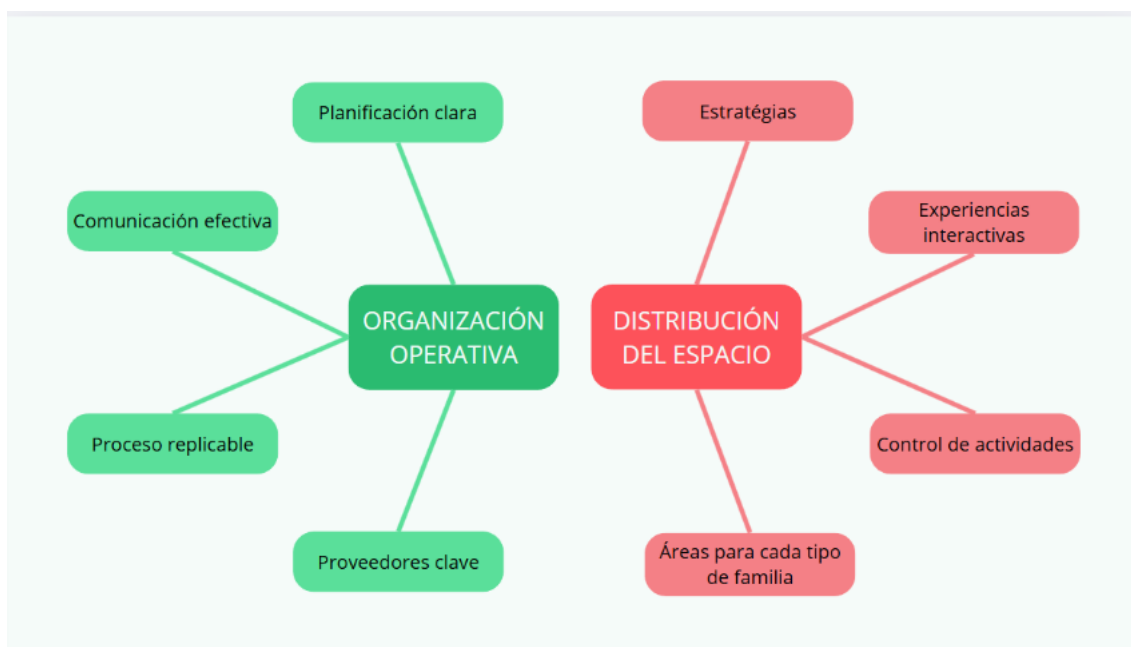 Planificación clara
Comunicación efectiva
ORGANIZACIÓN
OPERATIVA
Proceso replicable
Proveedores clave
Estratégias
Experiencias
interactivas
DISTRIBUCIÓN
DEL ESPACIO
Control de actividades
Áreas para cada tipo
de familia